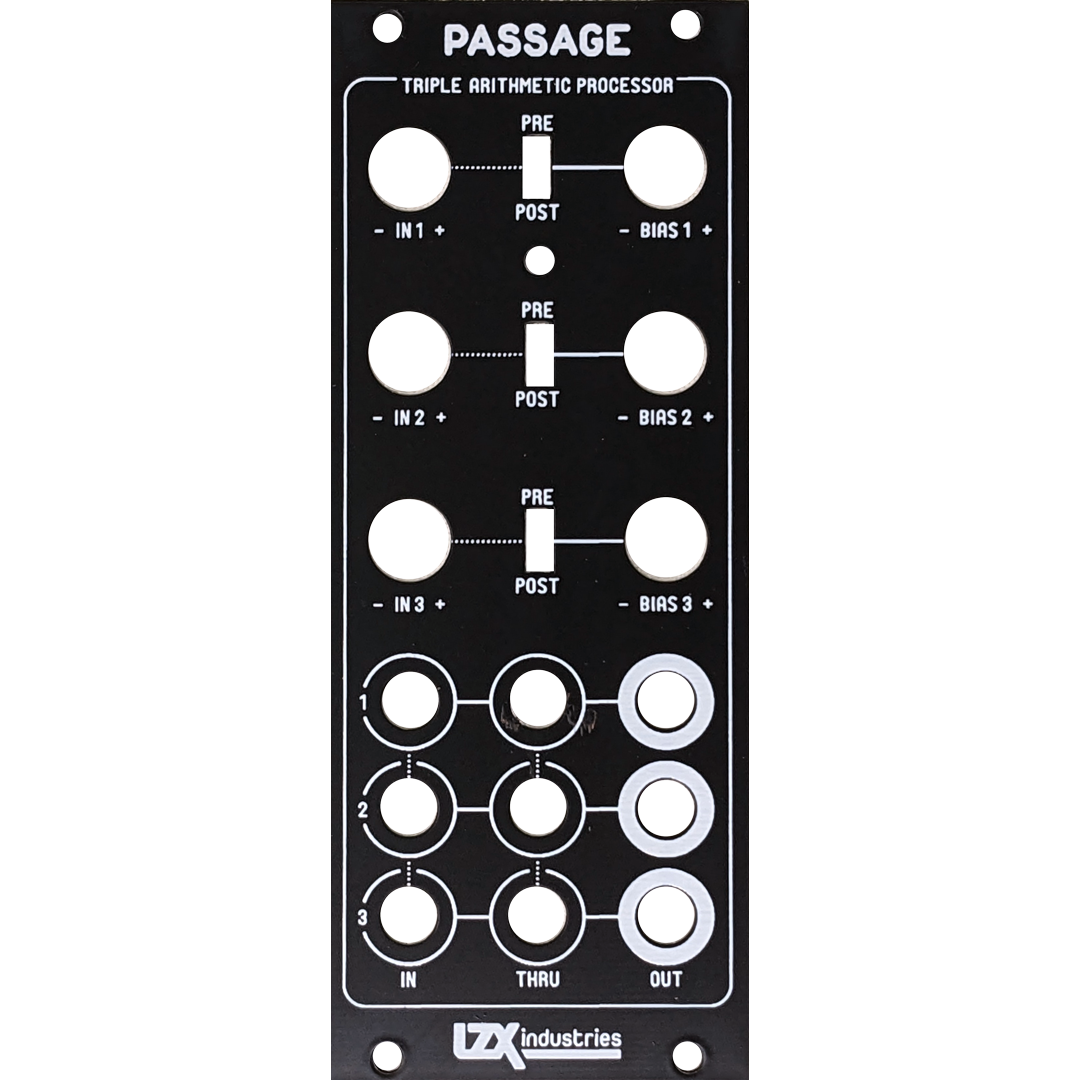 PASSAGE
TRIPLE ARITHMETIC PROCESSOR
PRE
POST
- IN 1 +
- BIAS 1 +
PRE
POST
- IN 2 +
- BIAS 2 +
PRE
POST
- IN 3 +
- BIAS 3 +
1
2
3
IN THRU OUT
LZX industries